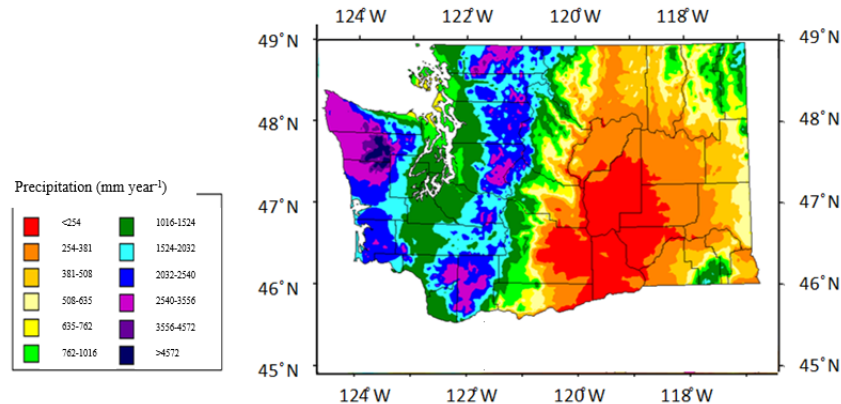 124°W 122°W 120°W 118°W
49°N 49°N
48°N 48°N
47°N 47°N
46°N 46°N
45°N 45°N
124°W 122°W 120°W 118°W
Precipitation (mm year-1)
<254 1016-1524
254-381 1524-2032
381-508 2032-2540
508-635 2540-3556
635-762 3556-4572
762-1016 >4572